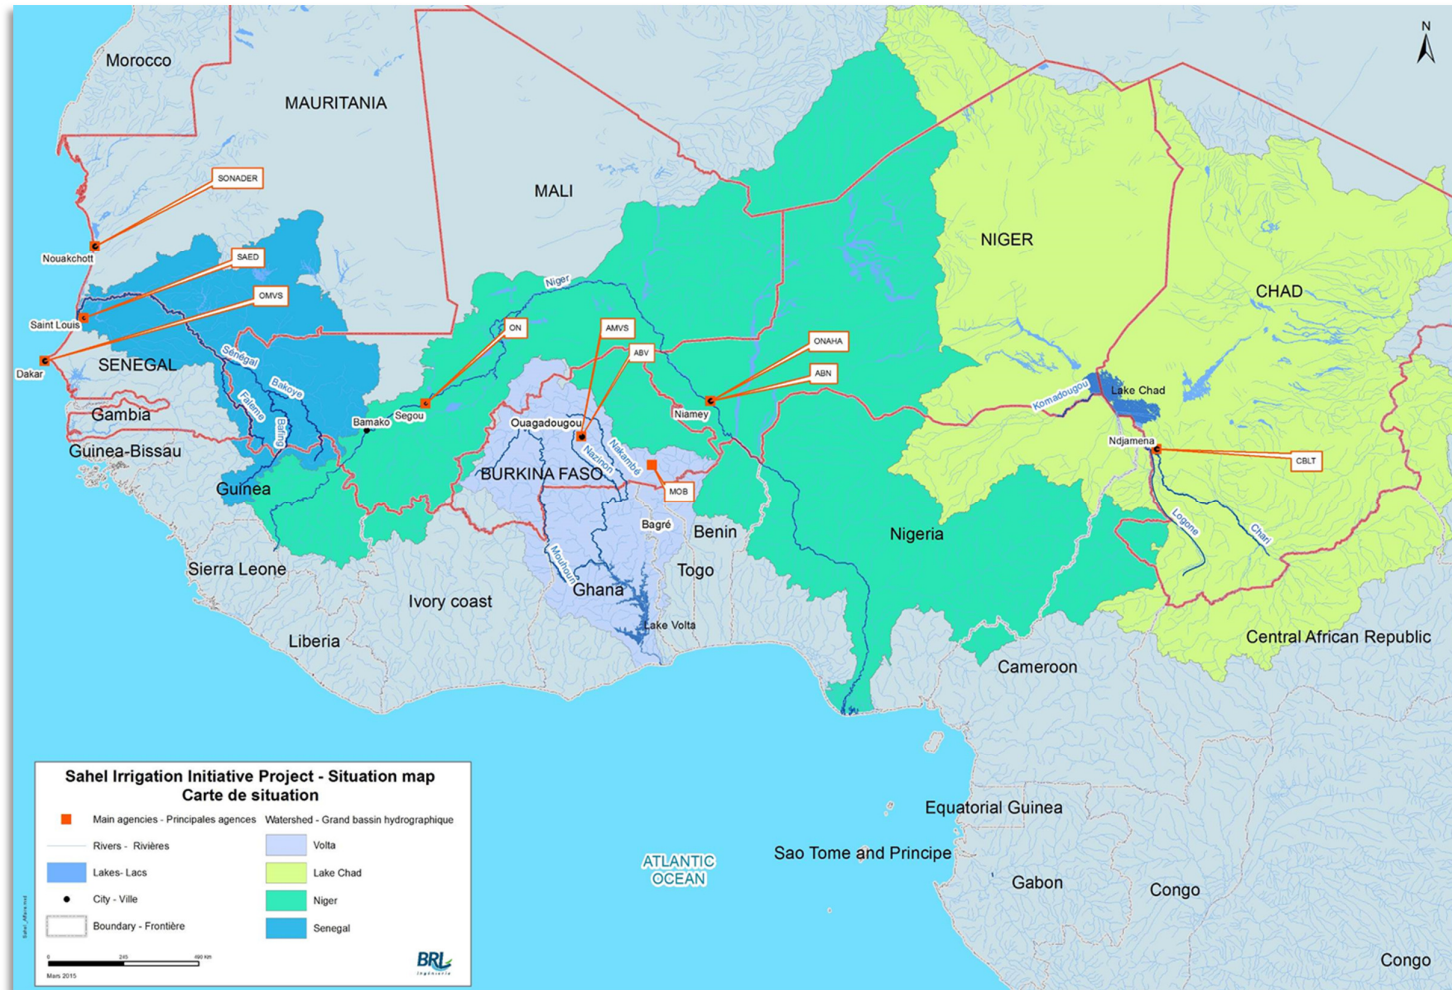 N
Morocco
MAURITANIA
SONADER
MALI
NIGER
Nouakchott
SAED
CHAD
OMVS
Niger
Saint Louis
ON
AMVS
ABV
ONAHA
ABN
Dakar
SENEGAL
Sénégal
Bakoye
Falémé
Bafing
Gambia
Guinea-Bissau
Guinea
Bamako
Segou
Niamey
Komadougou
Lake Chad
Ouagadougou
Nakambé
Nazinon
BURKINA FASO
MOB
Ndjamena
CBLT
Bagré
Benin
Nigeria
Logone
Chari
Mouhoun
Togo
Ghana
Sierra Leone
Ivory coast
Liberia
Lake Volta
Central African Republic
Cameroon
Equatorial Guinea
Sao Tome and Principe
ATLANTIC
OCEAN
Gabon
Congo
Congo
Sahel Irrigation Initiative Project - Situation map
Carte de situation
Main agencies - Principales agences
Watershed - Grand bassin hydrographique
Rivers - Rivières
Volta
Lakes- Lacs
Lake Chad
City - Ville
Niger
Boundary - Frontière
Senegal
0 245 490 Km
Mars 2015
BRL
Ingénierie